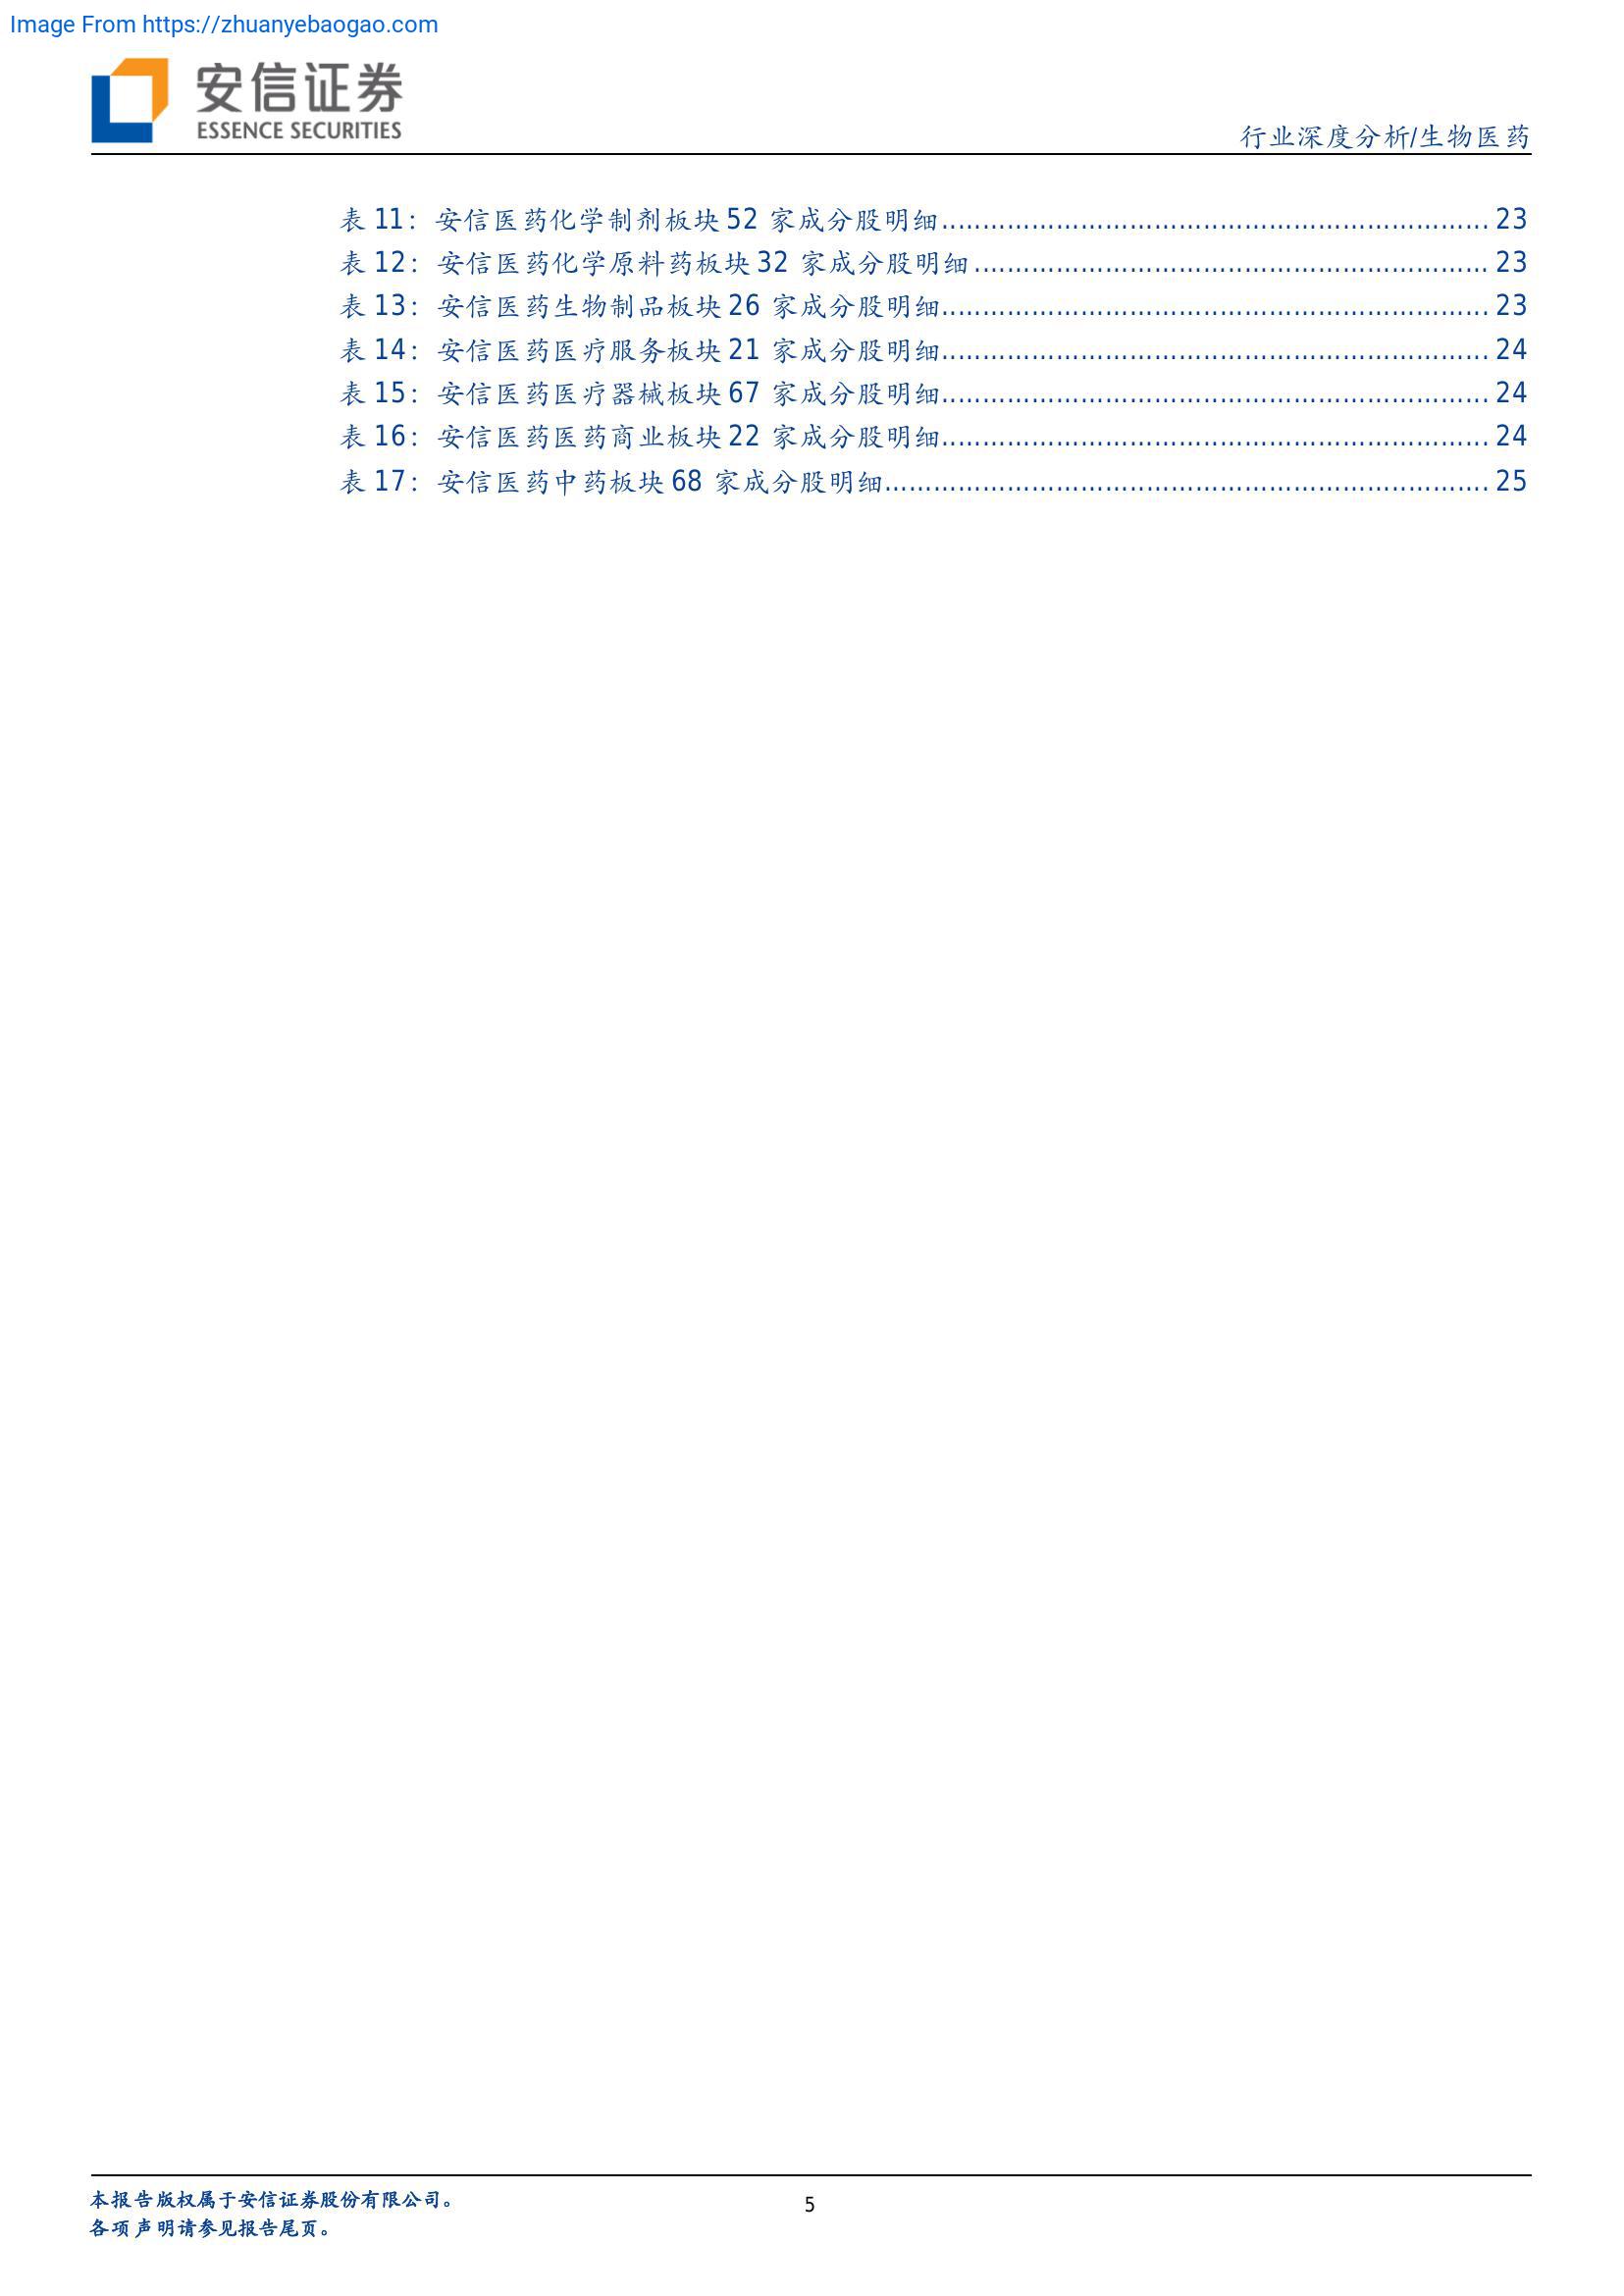 Image From https://zhuanyebaogao.com
安信证券
ESSENCE SECURITIES
行业深度分析/生物医药
表 11：安信医药化学制剂板块 52 家成分股明细 23
表 12：安信医药化学原料药板块 32 家成分股明细 23
表 13：安信医药生物制品板块 26 家成分股明细 23
表 14：安信医药医疗服务板块 21 家成分股明细 24
表 15：安信医药医疗器械板块 67 家成分股明细 24
表 16：安信医药医药商业板块 22 家成分股明细 24
表 17：安信医药中药板块 68 家成分股明细 25
本报告版权属于安信证券股份有限公司。
5
各项声明请参见报告尾页。